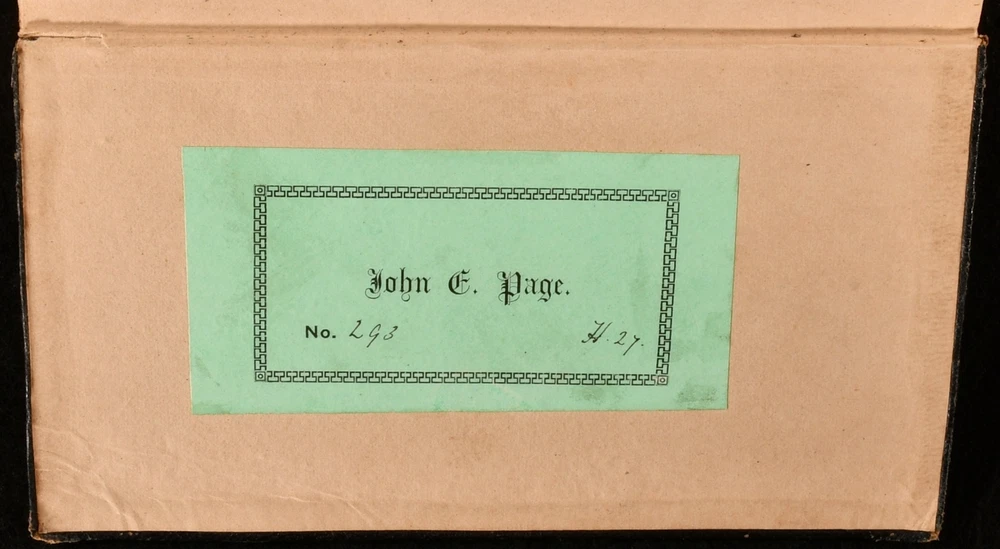 John E. Page.
No. 293 H. 27.